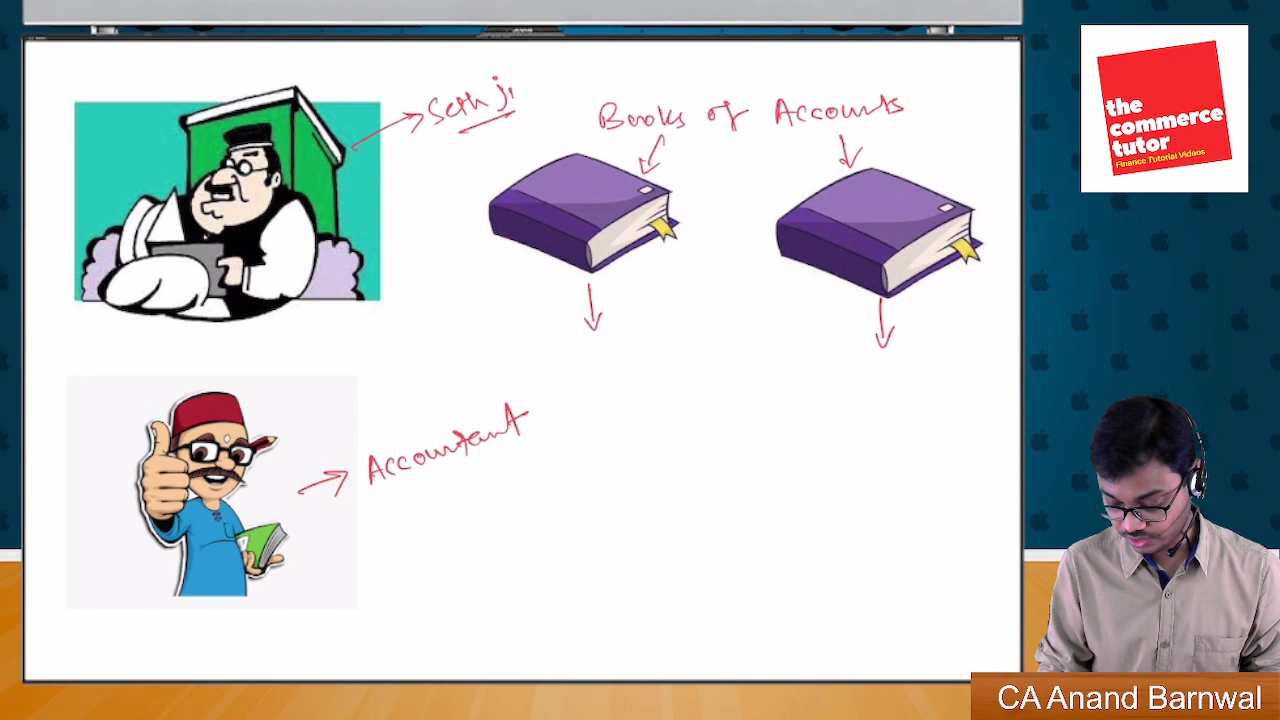 Seth ji
Books of Accounts
Accountant
the
commerce
tutor
Finance Tutorial Videos
CA Anand Barnwal